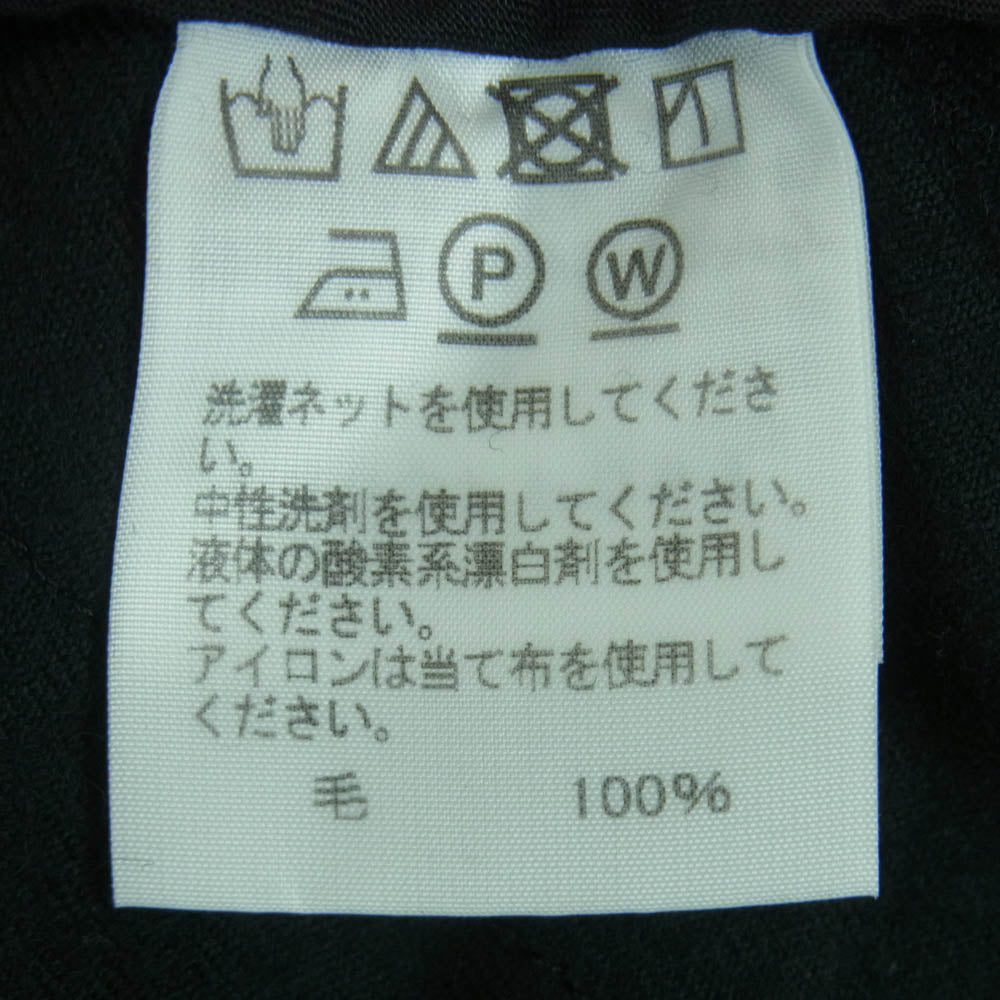 P W
洗濯ネットを使用してくださ
い。
中性洗剤を使用してください。
液体の酸素系漂白剤を使用し
てください。
アイロンは当て布を使用して
ください。
毛 100%